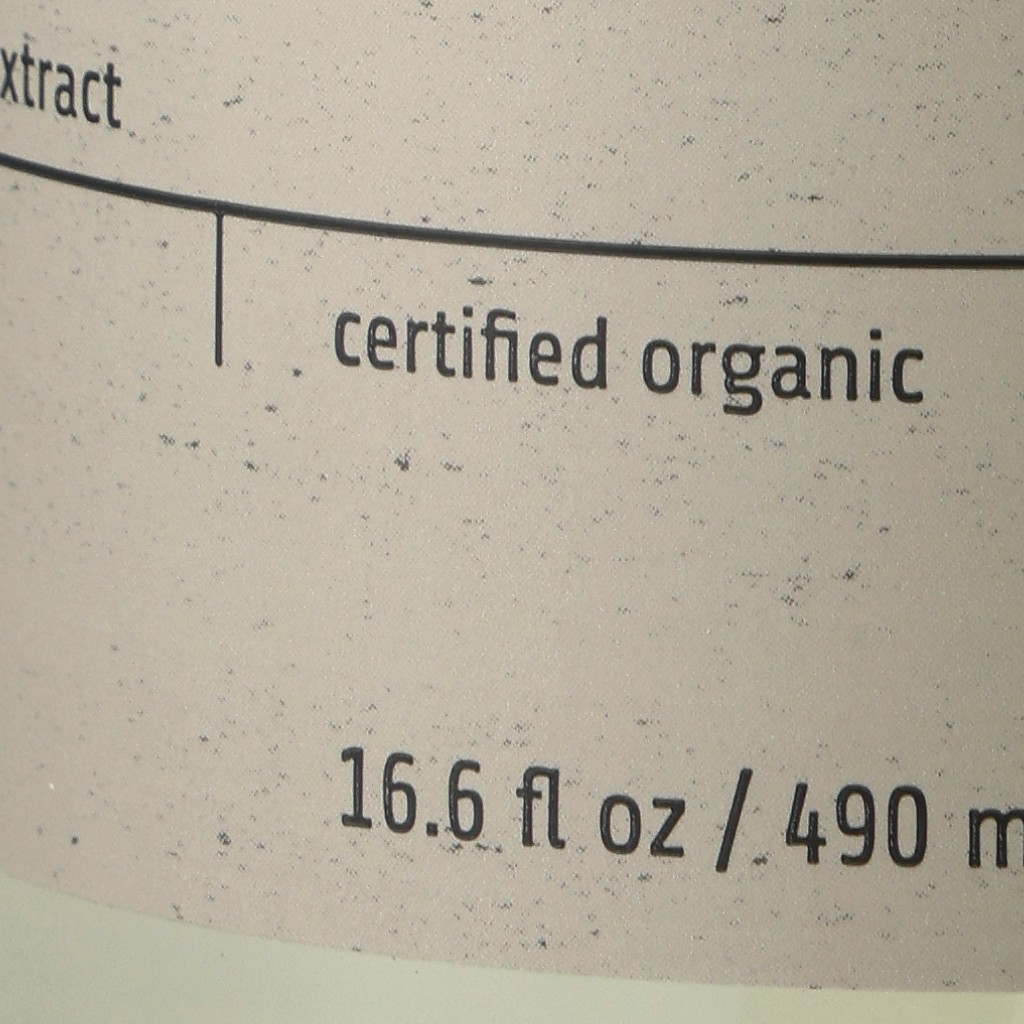 xtract
certified organic
16.6 fl oz / 490 m